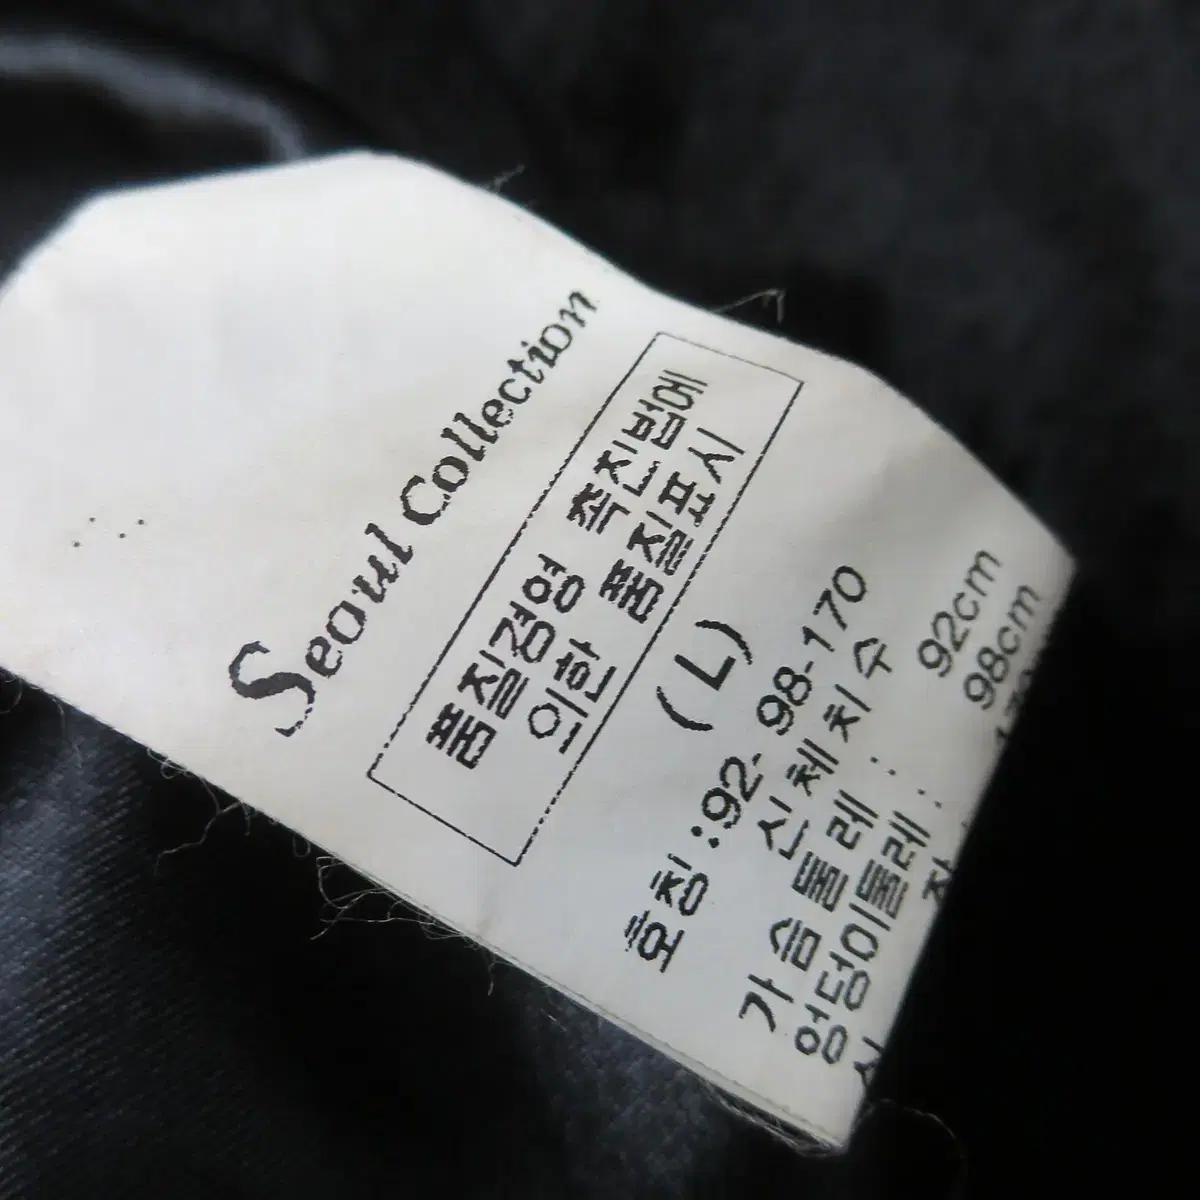 Seoul Collection
품질경영 촉진법에
의한 품질표시
(L)
호칭:92-98-170
신체치수
가슴둘레: 92cm
엉덩이둘레: 98cm